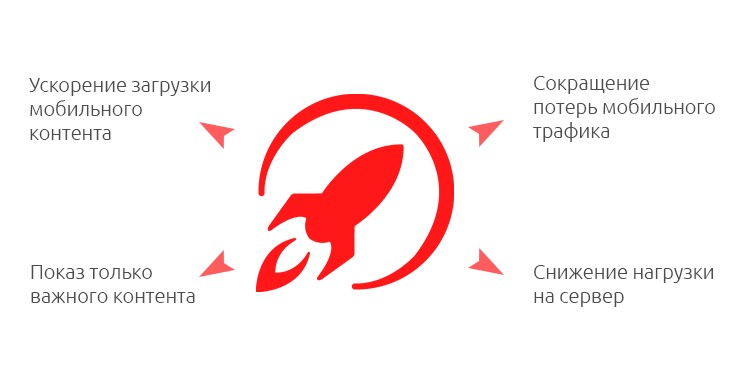 Ускорение загрузки
мобильного
контента
Сокращение
потерь мобильного
трафика
Показ только
важного контента
Снижение нагрузки
на сервер